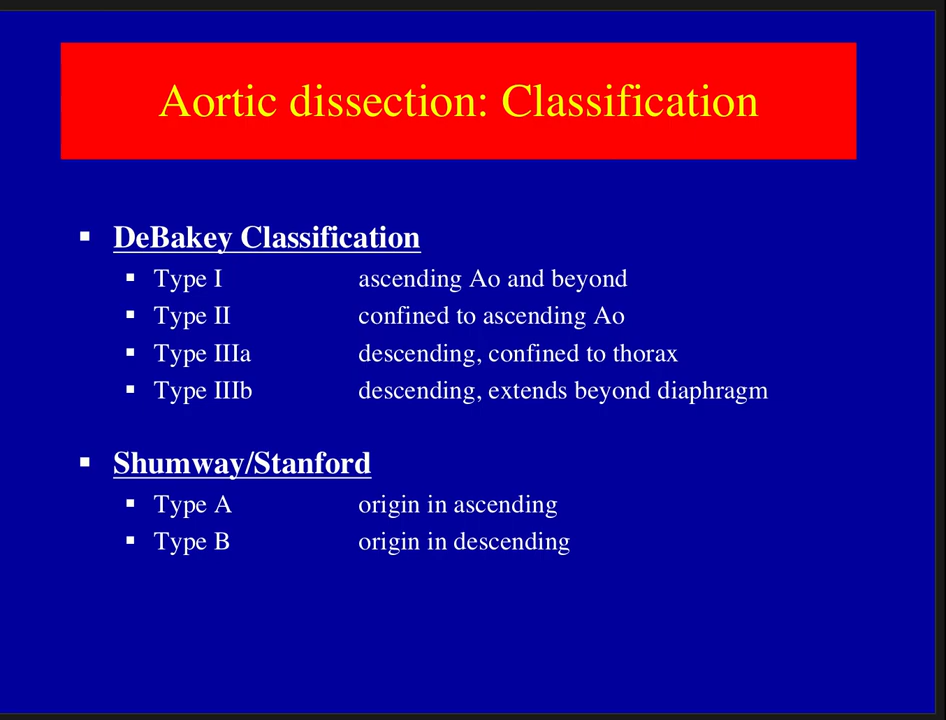 Aortic dissection: Classification
▪ DeBakey Classification
▪ Type I ascending Ao and beyond
▪ Type II confined to ascending Ao
▪ Type IIIa descending, confined to thorax
▪ Type IIIb descending, extends beyond diaphragm
▪ Shumway/Stanford
▪ Type A origin in ascending
▪ Type B origin in descending